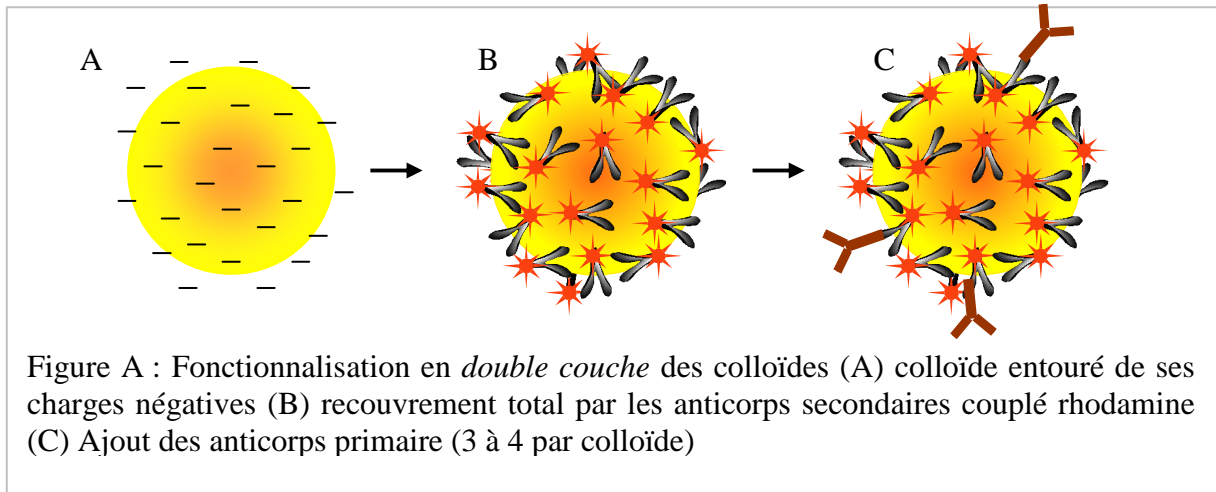 A
B
C
Figure A : Fonctionnalisation en double couche des colloïdes (A) colloïde entouré de ses
charges négatives (B) recouvrement total par les anticorps secondaires couplé rhodamine
(C) Ajout des anticorps primaire (3 à 4 par colloïde)